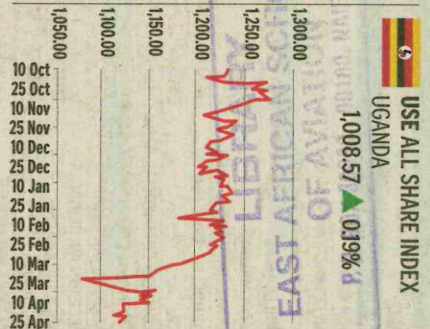 USE ALL SHARE INDEX
UGANDA
1,008.57 0.19%
1,300.00
1,250.00
1,200.00
1,150.00
1,100.00
1,050.00
10 Oct
25 Oct
10 Nov
25 Nov
10 Dec
25 Dec
10 Jan
25 Jan
10 Feb
25 Feb
10 Mar
25 Mar
10 Apr
25 Apr
LIBRARY
EAST AFRICAN SCH
OF AVIATION